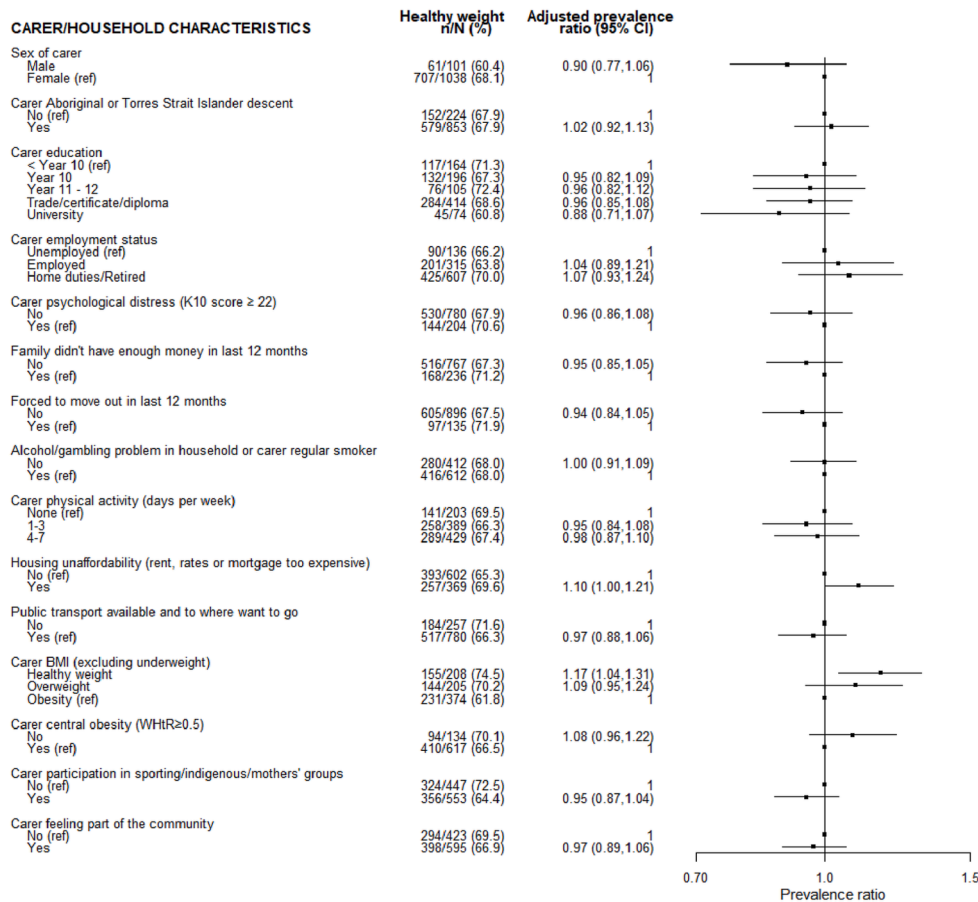 CARER/HOUSEHOLD CHARACTERISTICS Healthy weight n/N (%) Adjusted prevalence ratio (95% CI)
Sex of carer
Male 61/101 (60.4) 0.90 (0.77,1.06)
Female (ref) 707/1038 (68.1) 1
Carer Aboriginal or Torres Strait Islander descent
No (ref) 152/224 (67.9) 1
Yes 579/853 (67.9) 1.02 (0.92,1.13)
Carer education
< Year 10 (ref) 117/164 (71.3) 1
Year 10 132/196 (67.3) 0.95 (0.82,1.09)
Year 11 - 12 76/105 (72.4) 0.96 (0.82,1.12)
Trade/certificate/diploma 284/414 (68.6) 0.96 (0.85,1.08)
University 45/74 (60.8) 0.88 (0.71,1.07)
Carer employment status
Unemployed (ref) 90/136 (66.2) 1
Employed 201/315 (63.8) 1.04 (0.89,1.21)
Home duties/Retired 425/607 (70.0) 1.07 (0.93,1.24)
Carer psychological distress (K10 score ≥ 22)
No 530/780 (67.9) 0.96 (0.86,1.08)
Yes (ref) 144/204 (70.6) 1
Family didn't have enough money in last 12 months
No 516/767 (67.3) 0.95 (0.85,1.05)
Yes (ref) 168/236 (71.2) 1
Forced to move out in last 12 months
No 605/896 (67.5) 0.94 (0.84,1.05)
Yes (ref) 97/135 (71.9) 1
Alcohol/gambling problem in household or carer regular smoker
No 280/412 (68.0) 1.00 (0.91,1.09)
Yes (ref) 416/612 (68.0) 1
Carer physical activity (days per week)
None (ref) 141/203 (69.5) 1
1-3 258/389 (66.3) 0.95 (0.84,1.08)
4-7 289/429 (67.4) 0.98 (0.87,1.10)
Housing unaffordability (rent, rates or mortgage too expensive)
No (ref) 393/602 (65.3) 1
Yes 257/369 (69.6) 1.10 (1.00,1.21)
Public transport available and to where want to go
No 184/257 (71.6) 1
Yes (ref) 517/780 (66.3) 0.97 (0.88,1.06)
Carer BMI (excluding underweight)
Healthy weight 155/208 (74.5) 1.17 (1.04,1.31)
Overweight 144/205 (70.2) 1.09 (0.95,1.24)
Obesity (ref) 231/374 (61.8) 1
Carer central obesity (WHtR≥0.5)
No 94/134 (70.1) 1.08 (0.96,1.22)
Yes (ref) 410/617 (66.5) 1
Carer participation in sporting/indigenous/mothers' groups
No (ref) 324/447 (72.5) 1
Yes 356/553 (64.4) 0.95 (0.87,1.04)
Carer feeling part of the community
No (ref) 294/423 (69.5) 1
Yes 398/595 (66.9) 0.97 (0.89,1.06)
0.70 1.0 1.5
Prevalence ratio